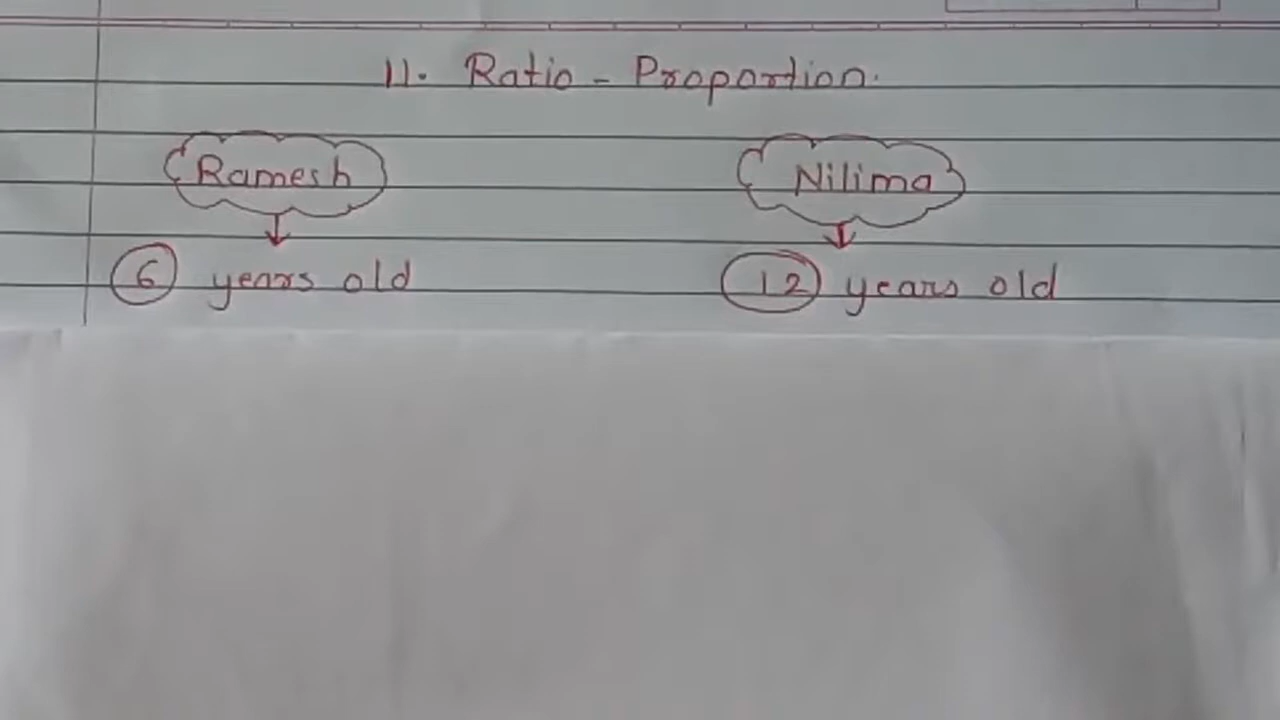 11. Ratio - Proportion.
Ramesh Nilima
6 years old 12 years old